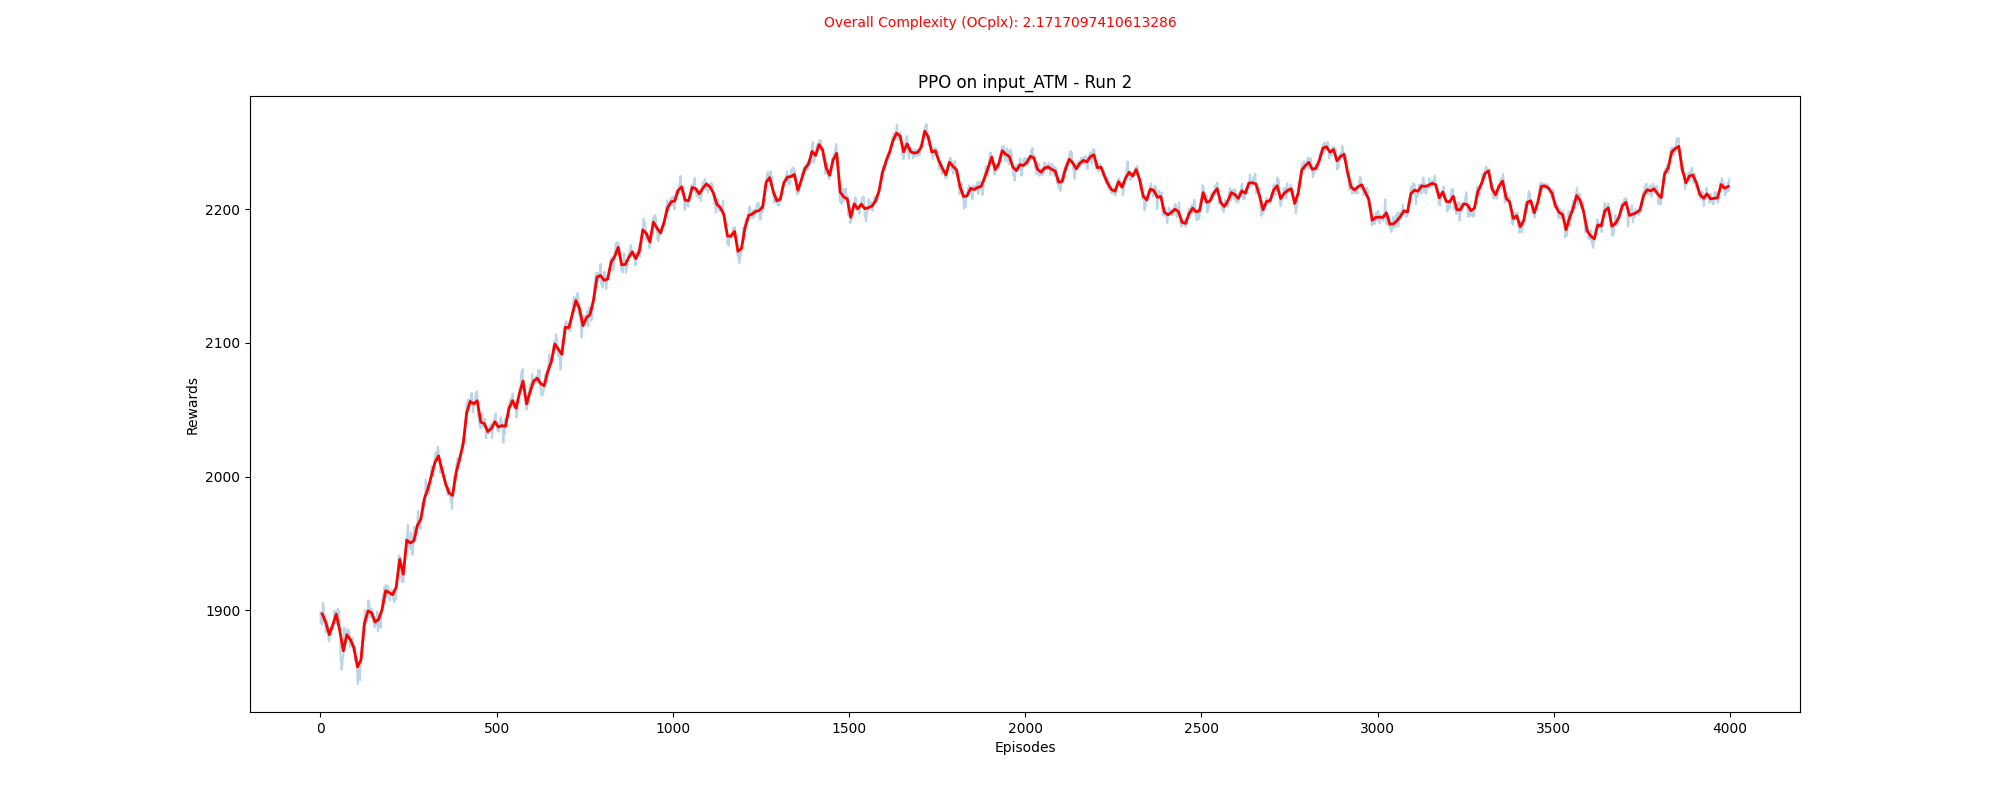 Overall Complexity (OCplx): 2.1717097410613286
PPO on input_ATM - Run 2
2200
2100
2000
1900
Rewards
0 500 1000 1500 2000 2500 3000 3500 4000
Episodes